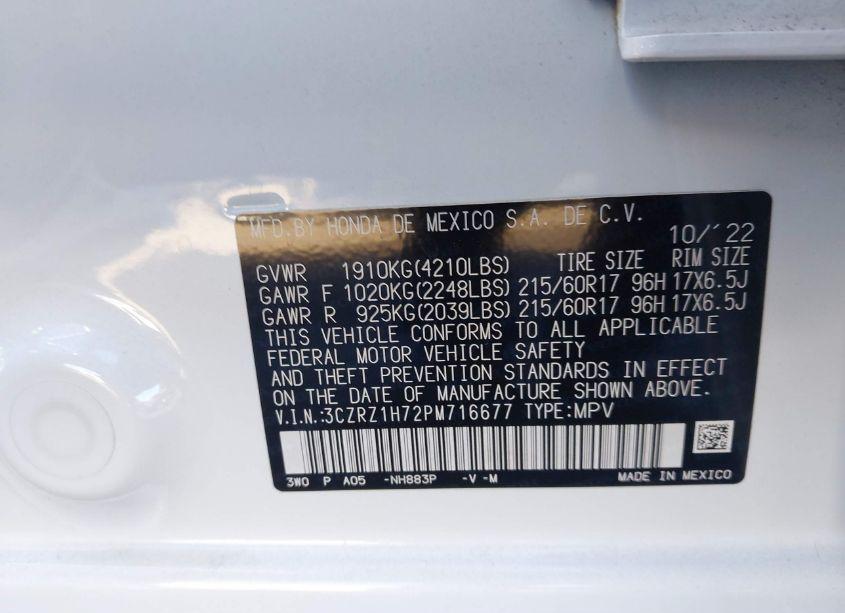 MFD.BY HONDA DE MEXICO S.A. DE C.V.
10/'22
GVWR 1910KG(4210LBS) TIRE SIZE RIM SIZE
GAWR F 1020KG(2248LBS) 215/60R17 96H 17X6.5J
GAWR R 925KG(2039LBS) 215/60R17 96H 17X6.5J
THIS VEHICLE CONFORMS TO ALL APPLICABLE
FEDERAL MOTOR VEHICLE SAFETY
AND THEFT PREVENTION STANDARDS IN EFFECT
ON THE DATE OF MANUFACTURE SHOWN ABOVE.
V.I.N.:3CZRZ1H72PM716677 TYPE:MPV
3W0 P A05 -NH883P -V -M MADE IN MEXICO